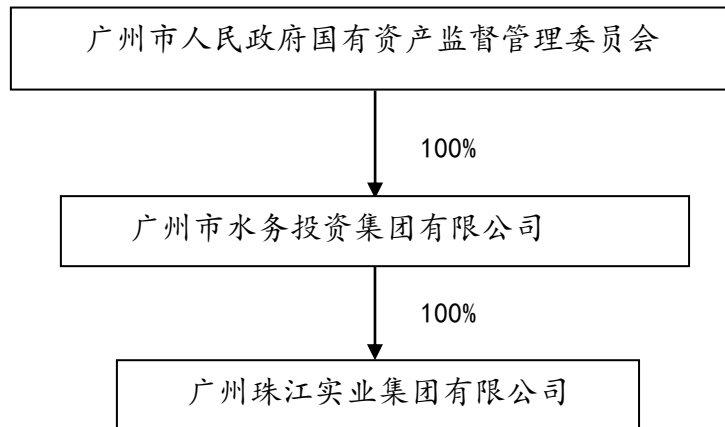 广州市人民政府国有资产监督管理委员会
100%
广州市水务投资集团有限公司
100%
广州珠江实业集团有限公司